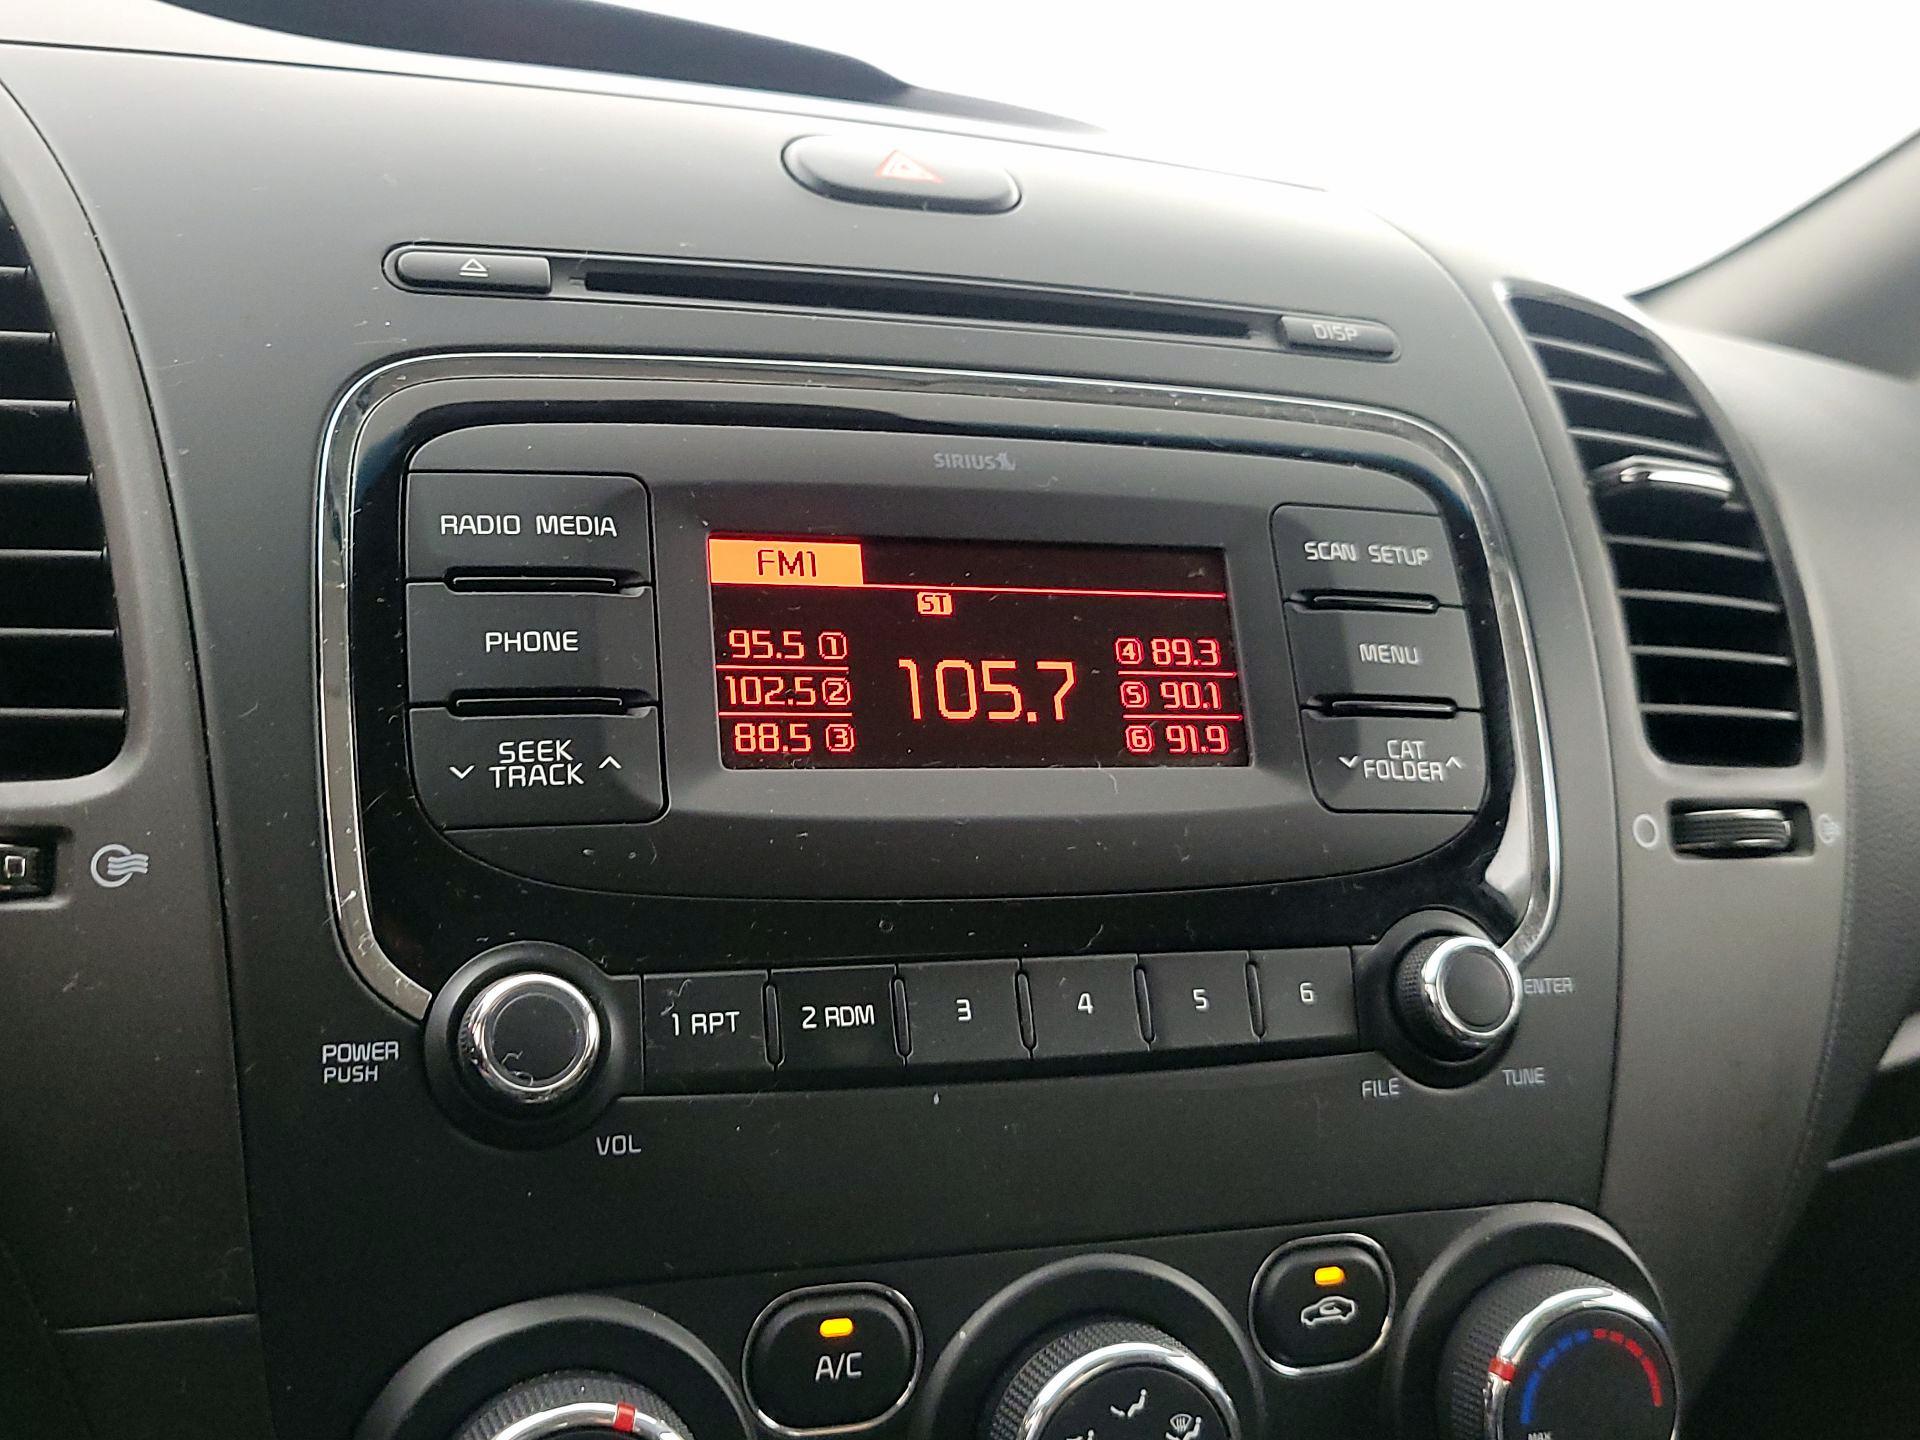 DISP
SIRIUS
RADIO MEDIA
PHONE
SEEK
TRACK
FM1
ST
95.5 1
102.5 2
88.5 3
105.7
4 89.3
5 90.1
6 91.9
SCAN SETUP
MENU
CAT
FOLDER
POWER
PUSH
VOL
1 RPT
2 RDM
3
4
5
6
ENTER
FILE
TUNE
A/C
MAX